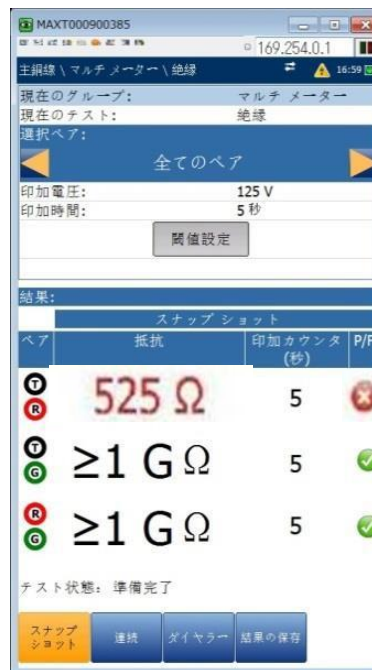 MAXT000900385
169.254.0.1
主銅線 \ マルチ メーター \ 絶縁
16:59
現在のグループ: マルチ メーター
現在のテスト: 絶縁
選択ペア:
全てのペア
印加電圧: 125 V
印加時間: 5 秒
閾値設定
結果:
スナップ ショット
ペア 抵抗 印加カウンタ (秒) P/F
T R 525 Ω 5
T G ≥1 G Ω 5
R G ≥1 G Ω 5
テスト状態: 準備完了
スナップ ショット 連続 ダイヤラー 結果の保存